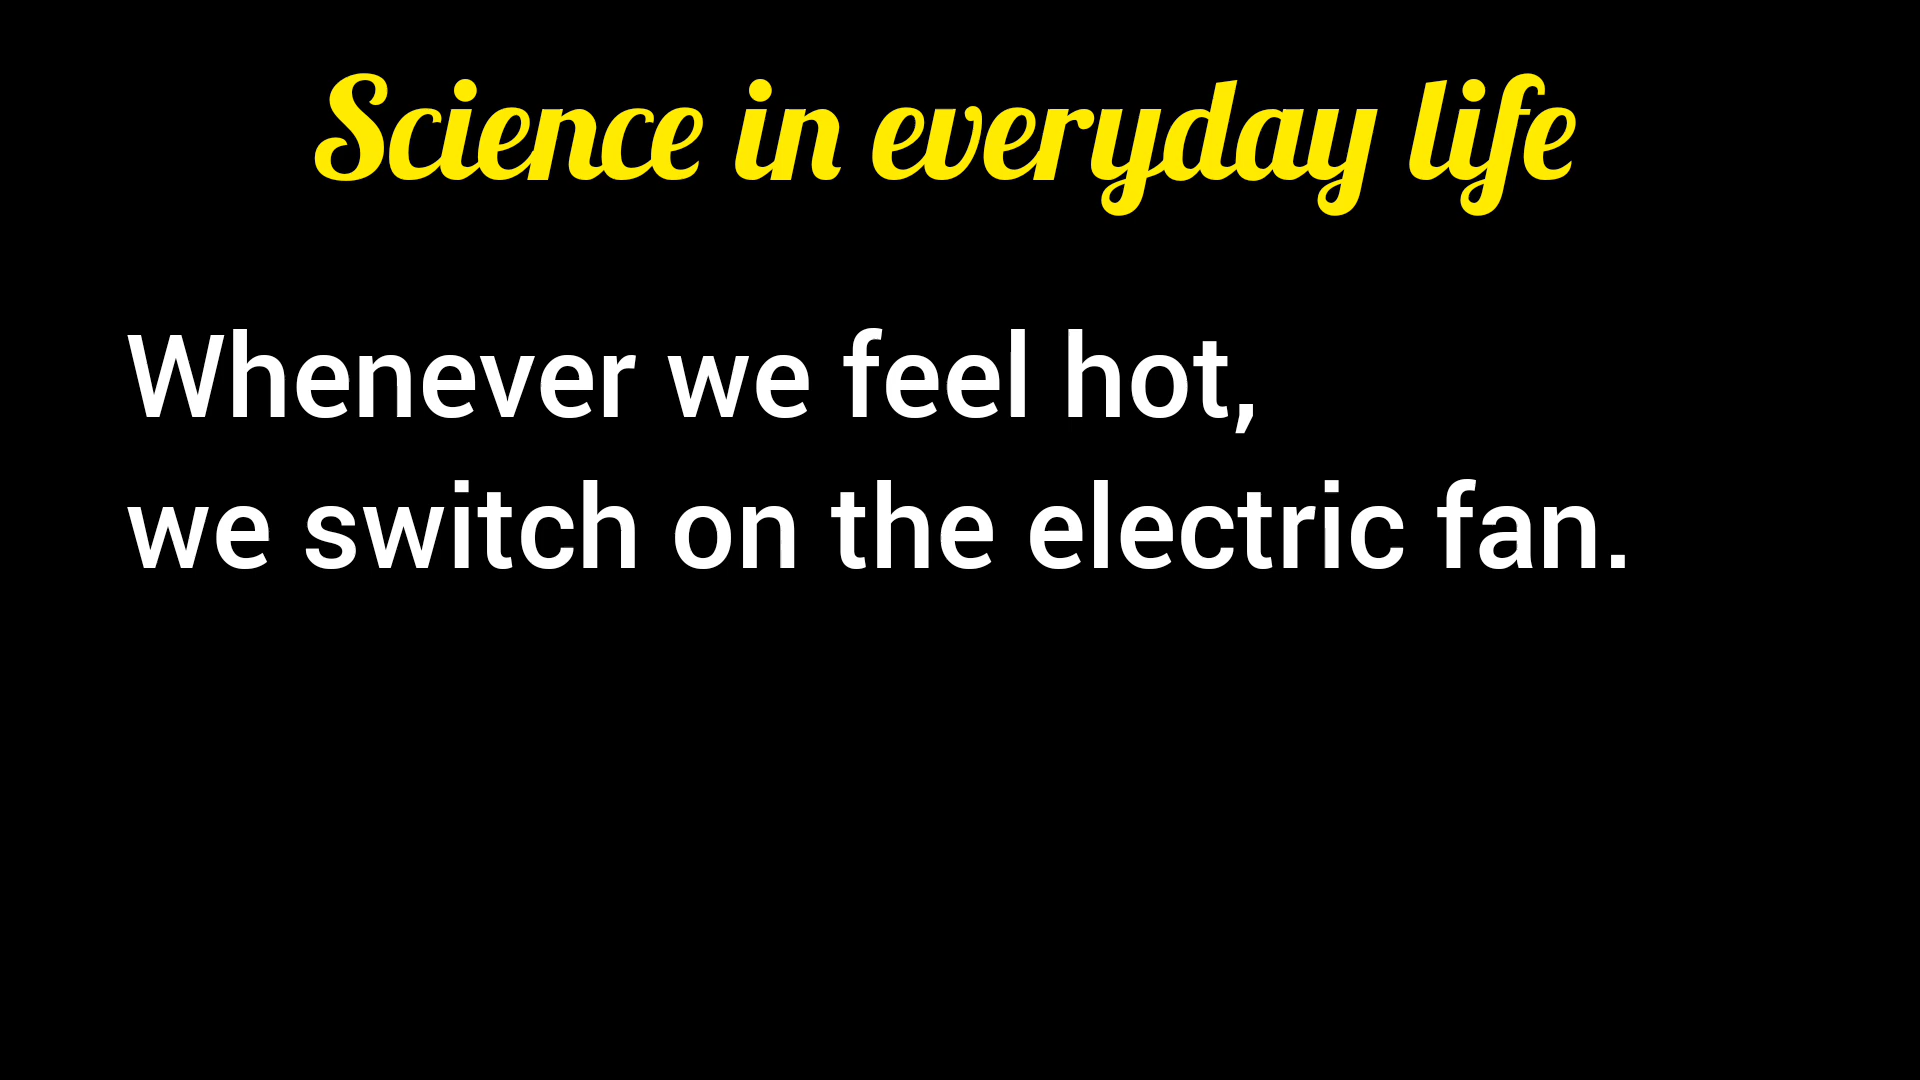 Science in everyday life
Whenever we feel hot,
we switch on the electric fan.